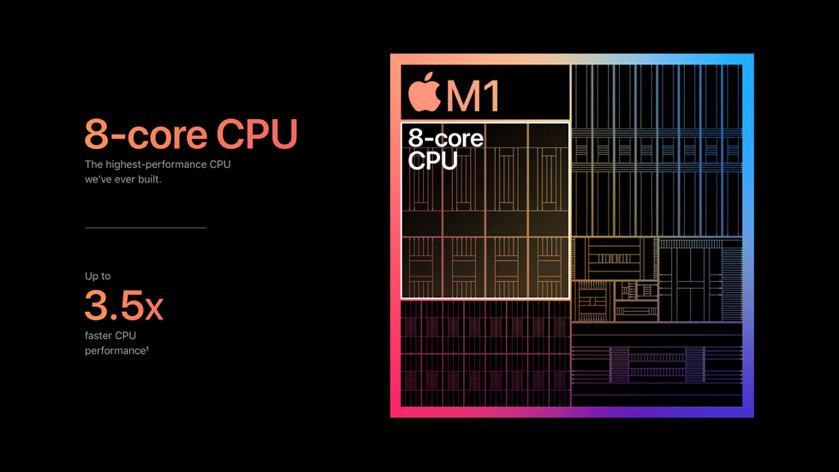 8-core CPU
The highest-performance CPU
we've ever built.
Up to
3.5x
faster CPU
performance¹
M1
8-core
CPU